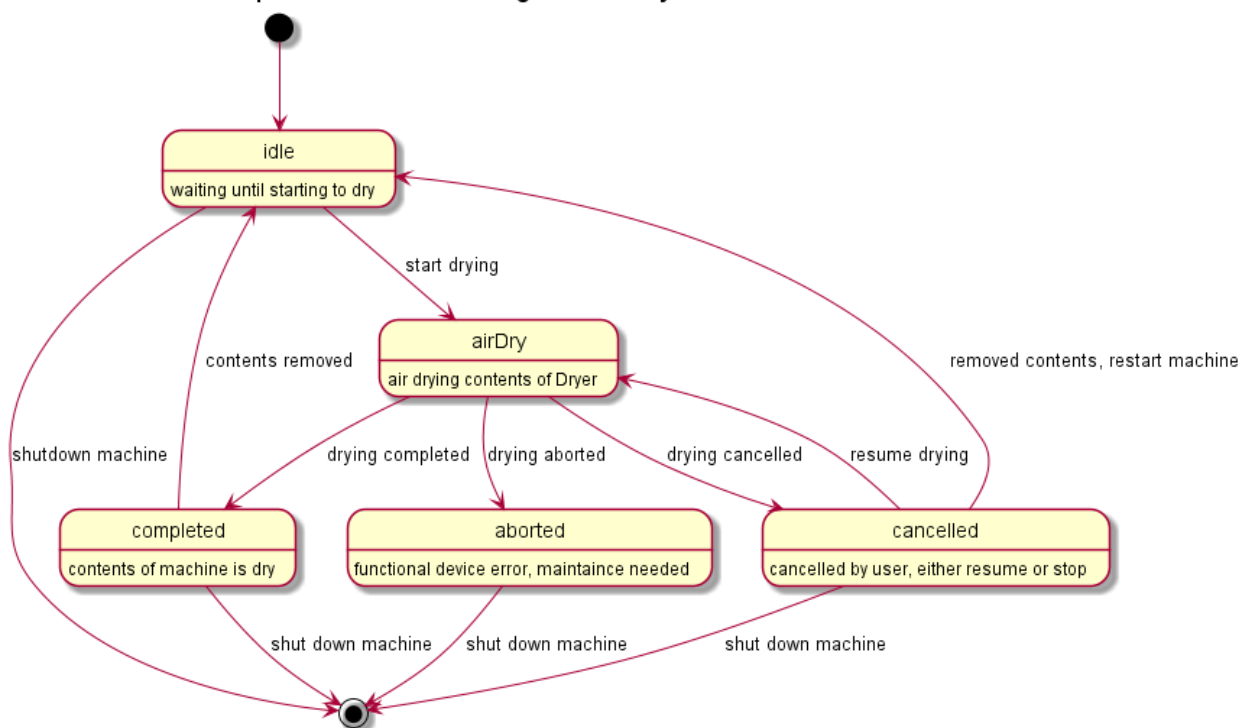 idle
waiting until starting to dry
start drying
airDry
air drying contents of Dryer
contents removed
removed contents, restart machine
shutdown machine
drying completed
drying aborted
drying cancelled
resume drying
completed
contents of machine is dry
aborted
functional device error, maintaince needed
cancelled
cancelled by user, either resume or stop
shut down machine
shut down machine
shut down machine